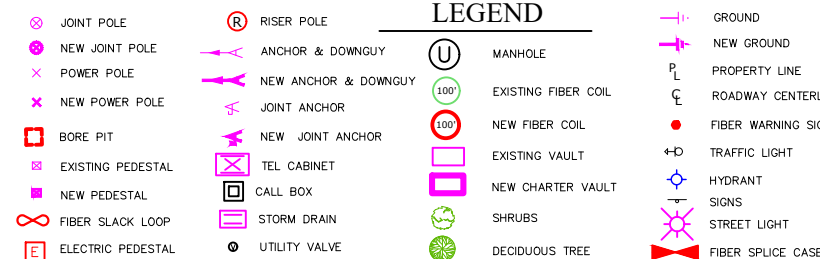 LEGEND
JOINT POLE
NEW JOINT POLE
POWER POLE
NEW POWER POLE
BORE PIT
EXISTING PEDESTAL
NEW PEDESTAL
FIBER SLACK LOOP
E ELECTRIC PEDESTAL
R RISER POLE
ANCHOR & DOWNGUY
NEW ANCHOR & DOWNGUY
JOINT ANCHOR
NEW JOINT ANCHOR
TEL CABINET
CALL BOX
STORM DRAIN
V UTILITY VALVE
U MANHOLE
100' EXISTING FIBER COIL
100' NEW FIBER COIL
EXISTING VAULT
NEW CHARTER VAULT
SHRUBS
DECIDUOUS TREE
GROUND
NEW GROUND
PL PROPERTY LINE
CL ROADWAY CENTERL
FIBER WARNING SIG
TRAFFIC LIGHT
HYDRANT
SIGNS
STREET LIGHT
FIBER SPLICE CASE